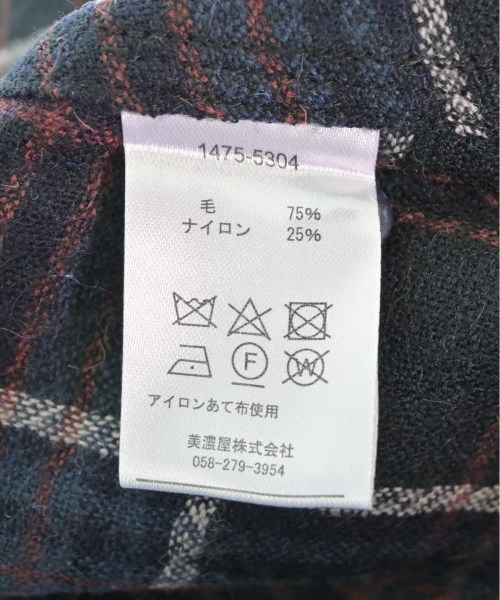 1475-5304
毛 75%
ナイロン 25%
F W
アイロンあて布使用
美濃屋株式会社
058-279-3954